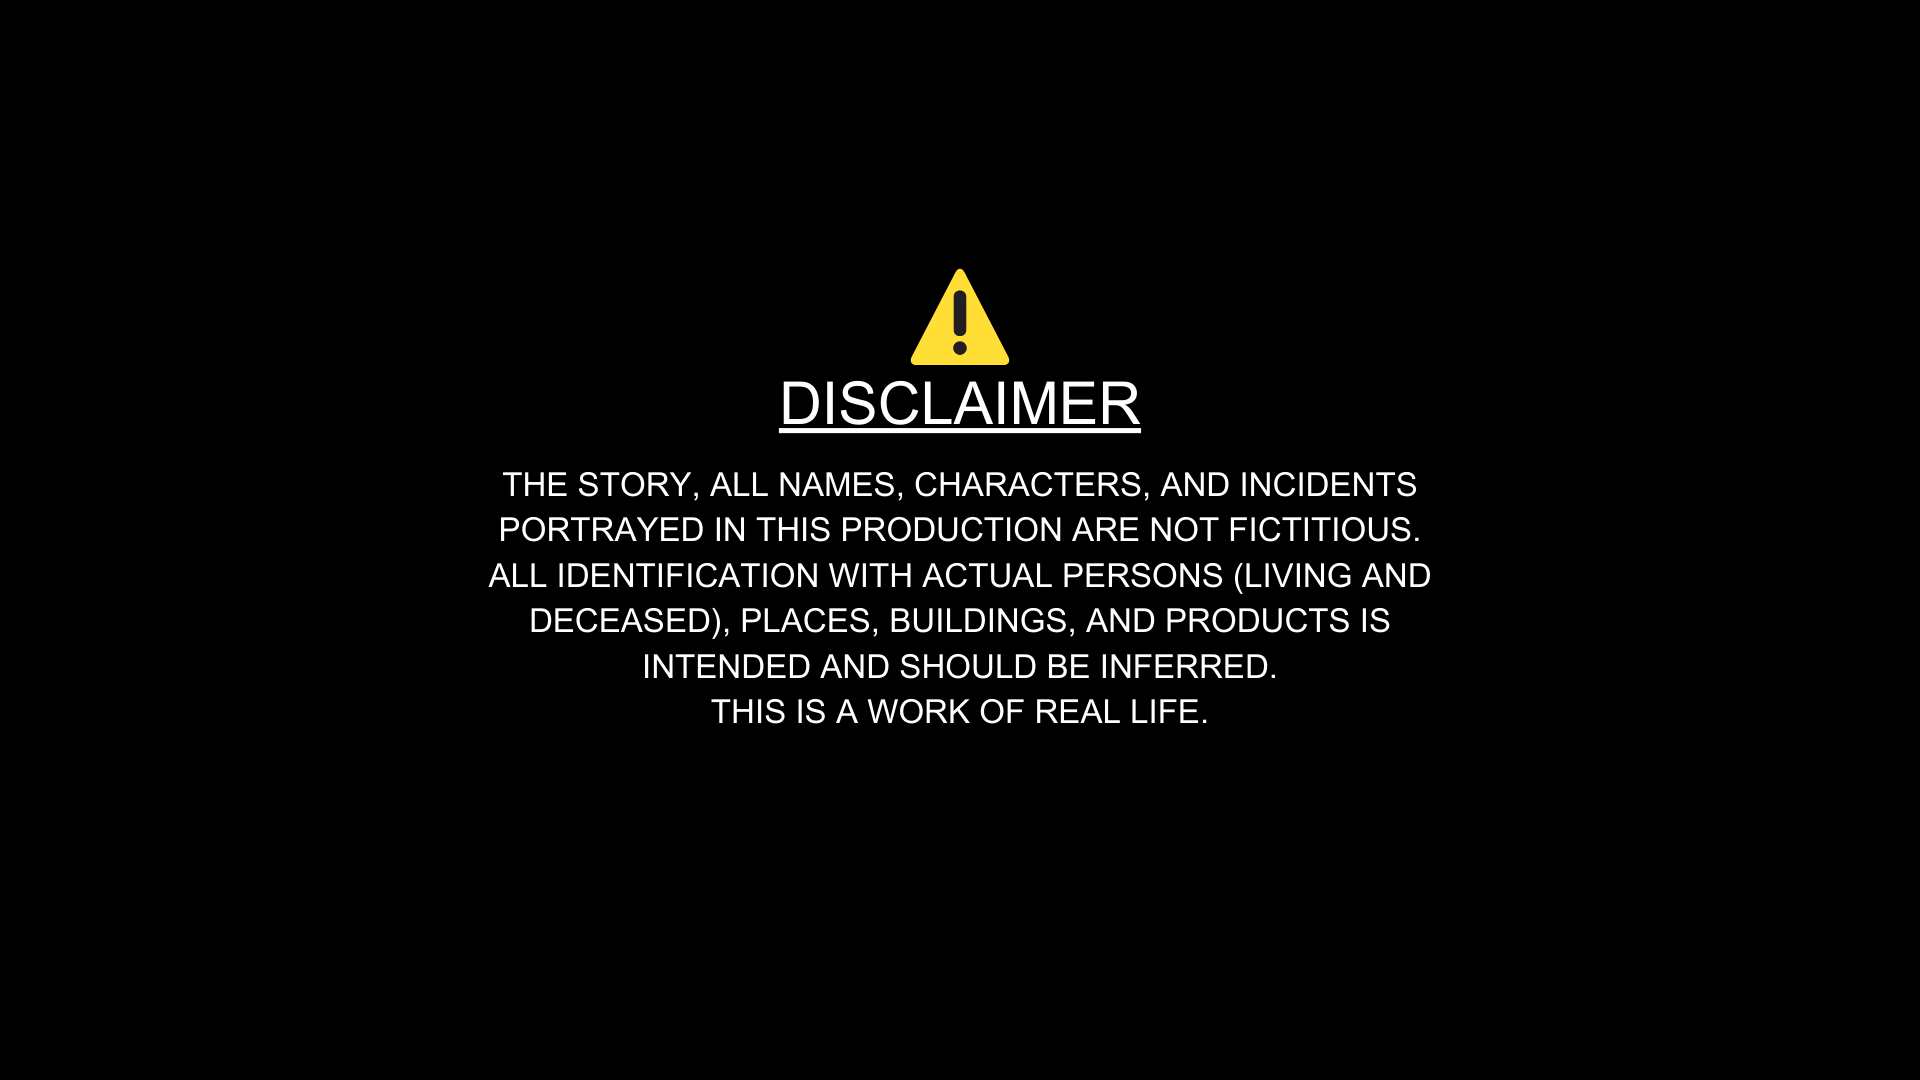 DISCLAIMER
THE STORY, ALL NAMES, CHARACTERS, AND INCIDENTS
PORTRAYED IN THIS PRODUCTION ARE NOT FICTITIOUS.
ALL IDENTIFICATION WITH ACTUAL PERSONS (LIVING AND
DECEASED), PLACES, BUILDINGS, AND PRODUCTS IS
INTENDED AND SHOULD BE INFERRED.
THIS IS A WORK OF REAL LIFE.